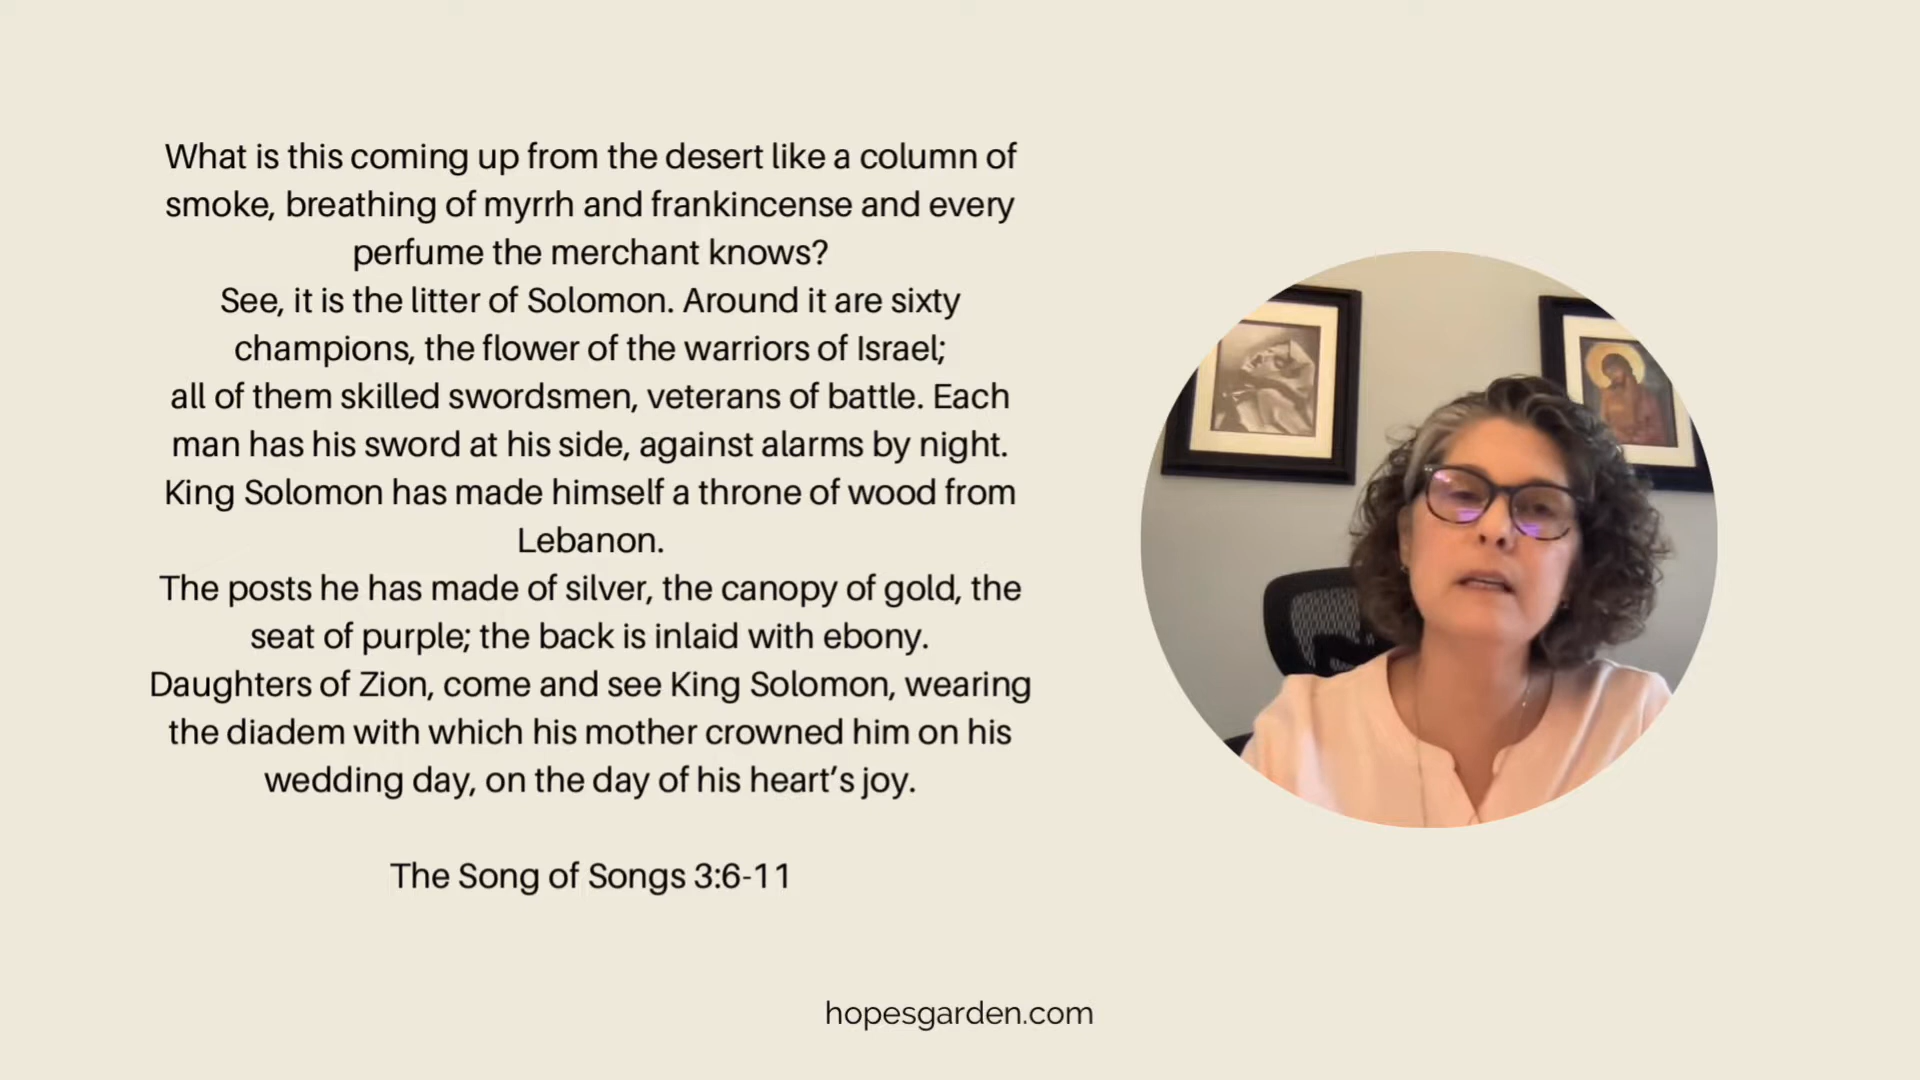 What is this coming up from the desert like a column of
smoke, breathing of myrrh and frankincense and every
perfume the merchant knows?
See, it is the litter of Solomon. Around it are sixty
champions, the flower of the warriors of Israel;
all of them skilled swordsmen, veterans of battle. Each
man has his sword at his side, against alarms by night.
King Solomon has made himself a throne of wood from
Lebanon.
The posts he has made of silver, the canopy of gold, the
seat of purple; the back is inlaid with ebony.
Daughters of Zion, come and see King Solomon, wearing
the diadem with which his mother crowned him on his
wedding day, on the day of his heart’s joy.
The Song of Songs 3:6-11
hopesgarden.com